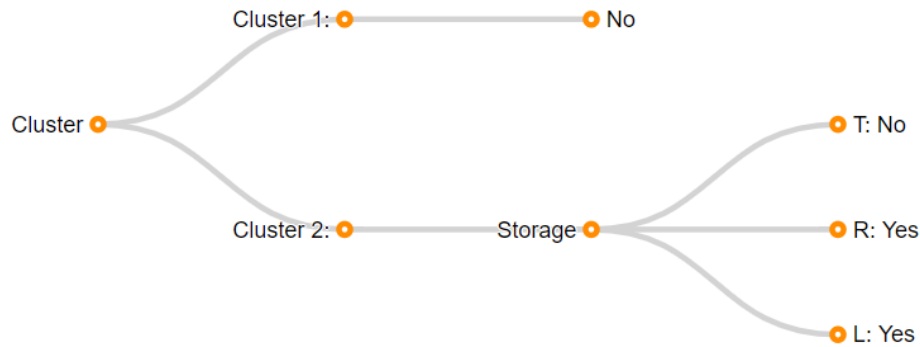 Cluster 1:
No
Cluster
T: No
Cluster 2:
Storage
R: Yes
L: Yes